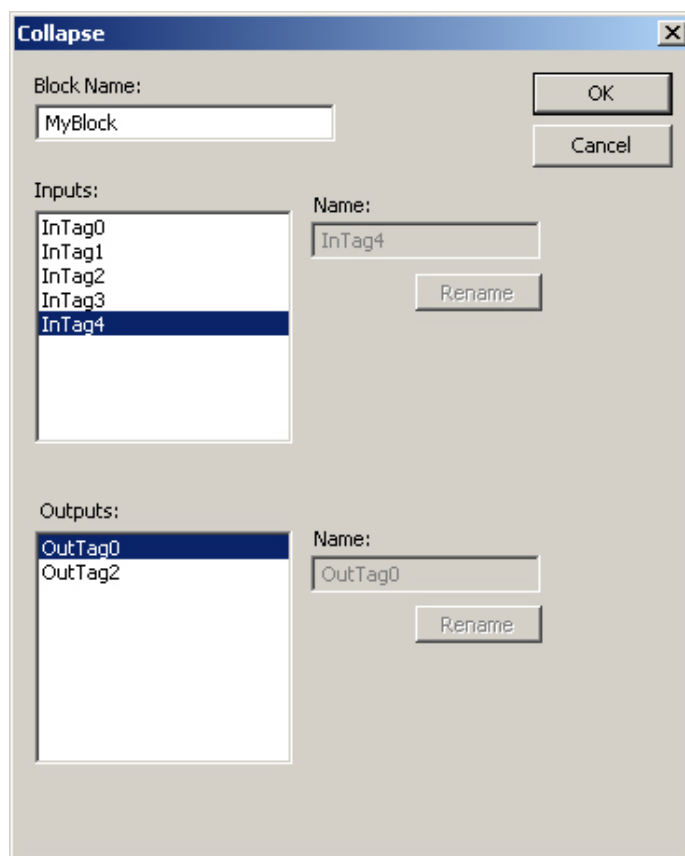 Collapse
Block Name:
OK
MyBlock
Cancel
Inputs:
Name:
InTag0
InTag4
InTag1
InTag2
InTag3
Rename
InTag4
Outputs:
Name:
OutTag0
OutTag2
OutTag0
Rename